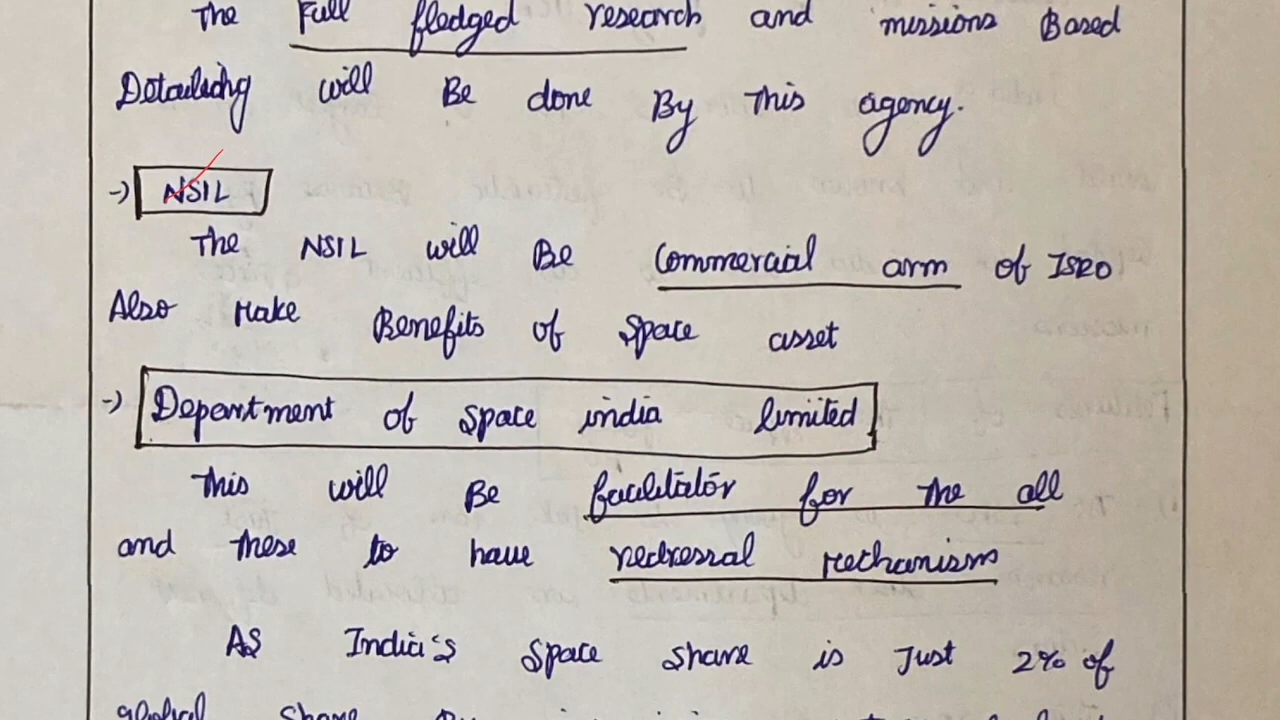 The Full fledged research and missions Based
Detailing will Be done By this agency.
-> NSIL
The NSIL will Be Commercial arm of ISRO
Also Make Benefits of Space asset
-> Department of Space india limited
This will Be facilitator for the all
and these to have redressal Mechanism
As India's Space share is Just 2% of
global share